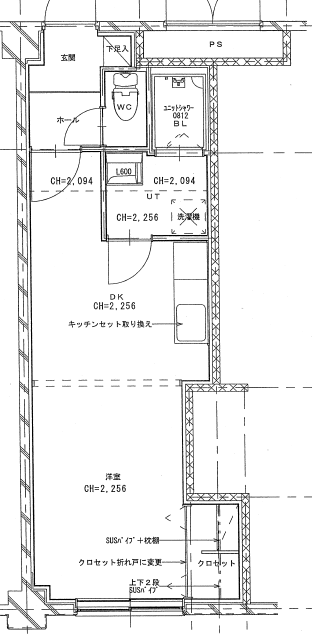 玄関
下足入
PS
ホール
WC
ユニットシャワー
0812
BL
CH=2,094
L600
CH=2,094
UT
CH=2,256
洗濯機
DK
CH=2,256
キッチンセット取り換え
洋室
CH=2,256
SUSパイプ+枕棚
クロゼット折れ戸に変更
クロゼット
上下2段
SUSパイプ